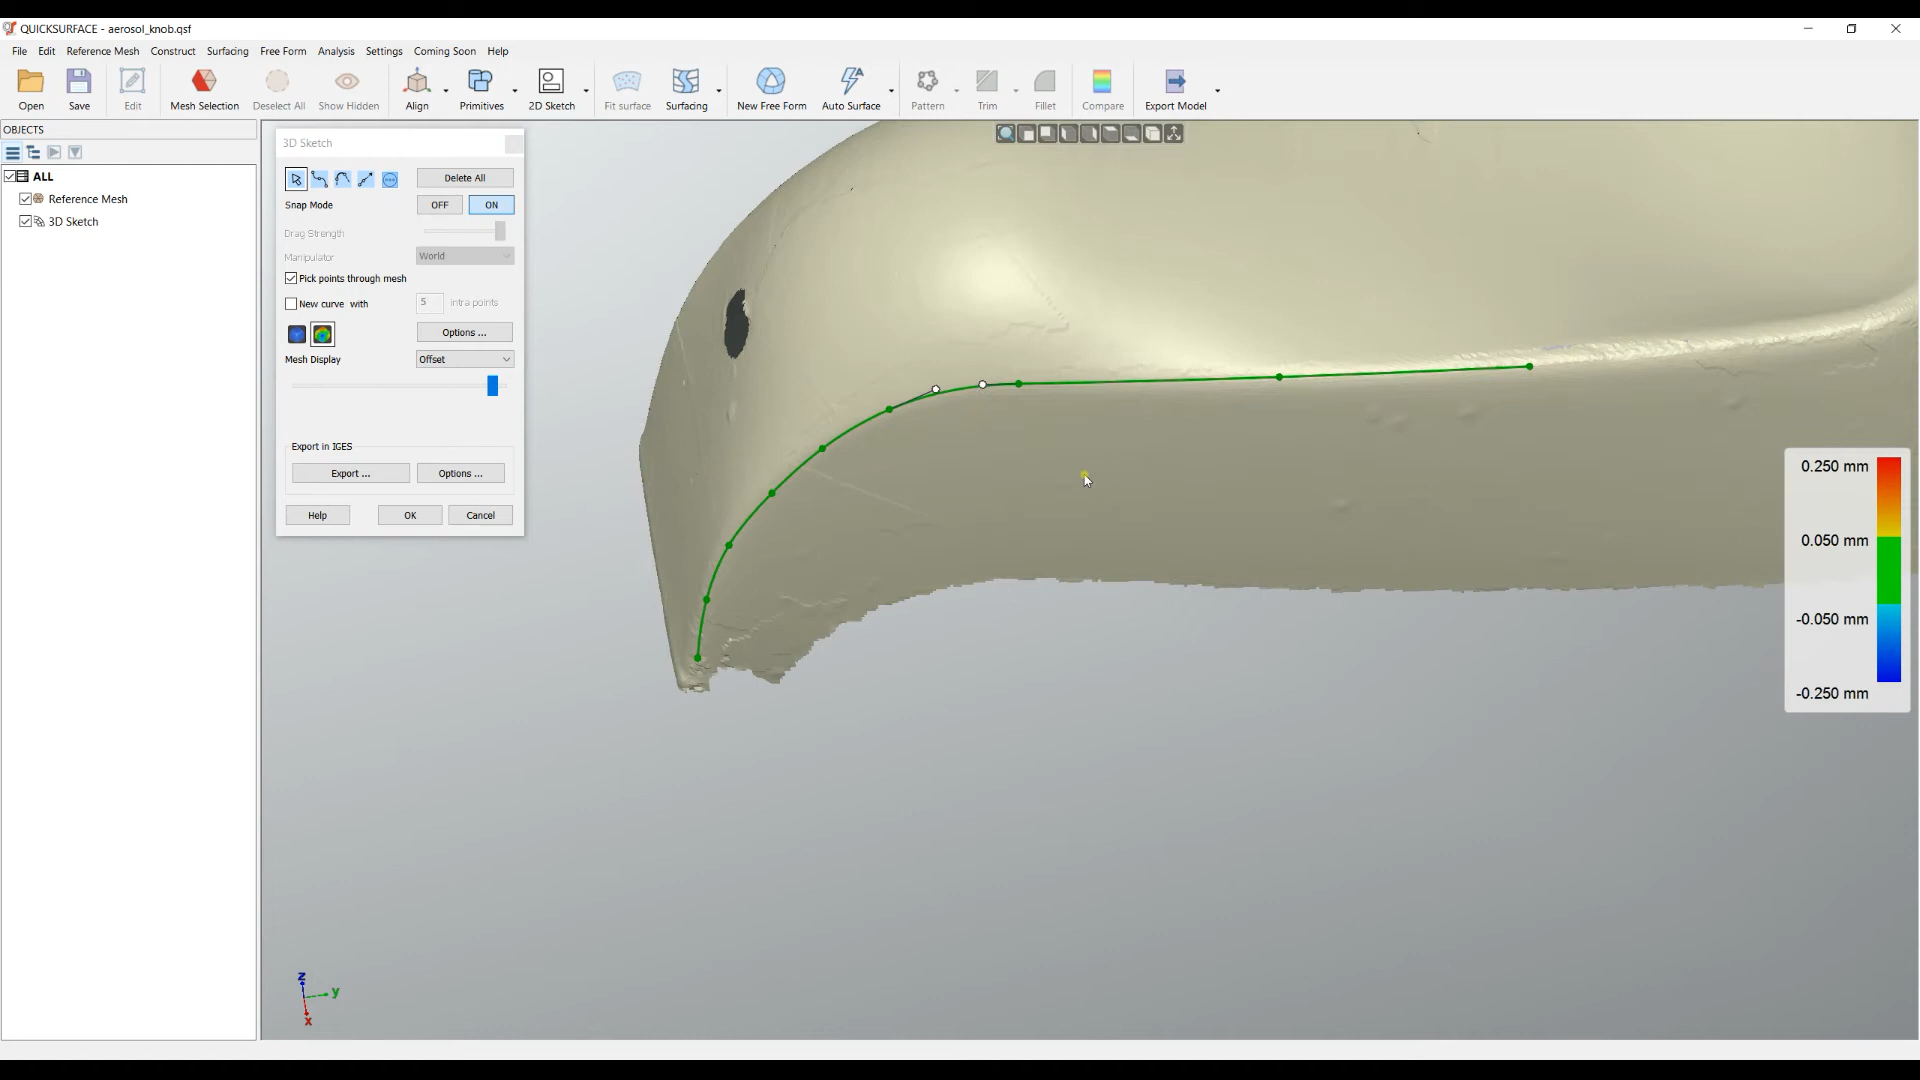 QUICKSURFACE - aerosol_knob.qsf
File Edit Reference Mesh Construct Surfacing Free Form Analysis Settings Coming Soon Help
Open Save Edit Mesh Selection Deselect All Show Hidden Align Primitives 2D Sketch Fit surface Surfacing New Free Form Auto Surface Pattern Trim Fillet Compare Export Model
OBJECTS
ALL
Reference Mesh
3D Sketch
3D Sketch
Delete All
Snap Mode OFF ON
Drag Strength
Manipulator World
Pick points through mesh
New curve with 5 intra points
Options ...
Mesh Display Offset
Export in IGES
Export ... Options ...
Help OK Cancel
0.250 mm
0.050 mm
-0.050 mm
-0.250 mm
z
y
x